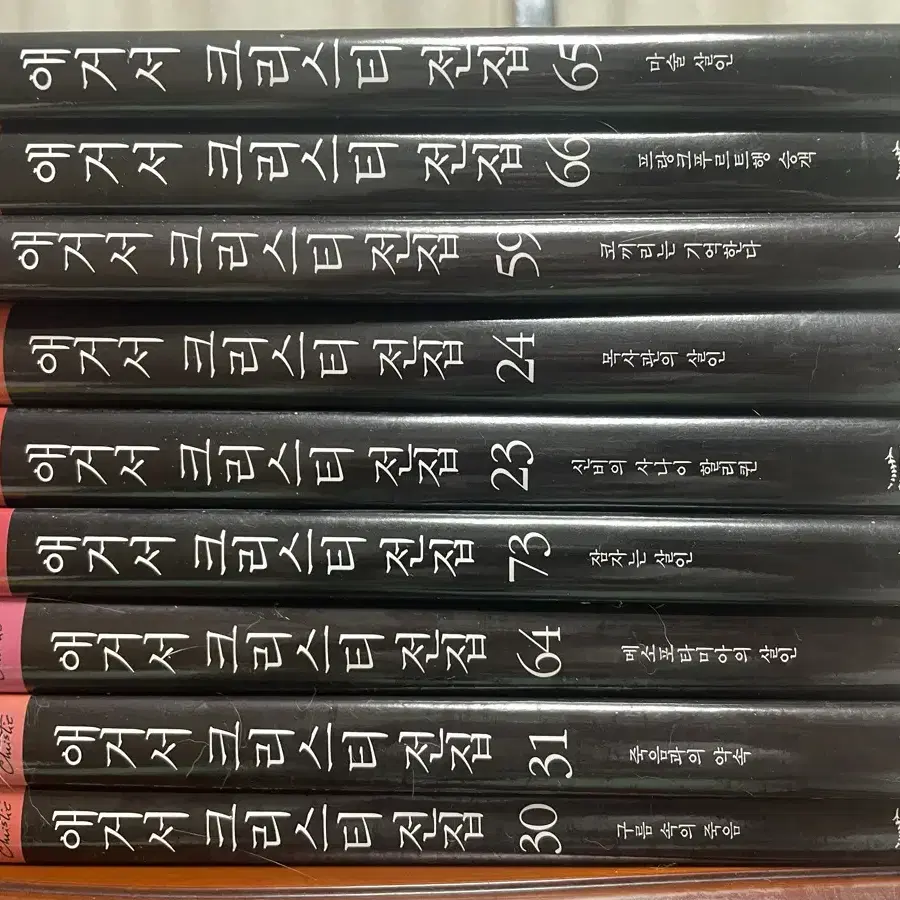 애거서 크리스티 전집 65 마술 살인
애거서 크리스티 전집 66 프랑크푸르트행 승객
애거서 크리스티 전집 59 코끼리는 기억한다
애거서 크리스티 전집 24 목사관의 살인
애거서 크리스티 전집 23 신비의 사나이 할리퀸
애거서 크리스티 전집 73 잠자는 살인
애거서 크리스티 전집 64 메소포타미아의 살인
애거서 크리스티 전집 31 죽음과의 약속
Christie
애거서 크리스티 전집 30 구름 속의 죽음
Christie